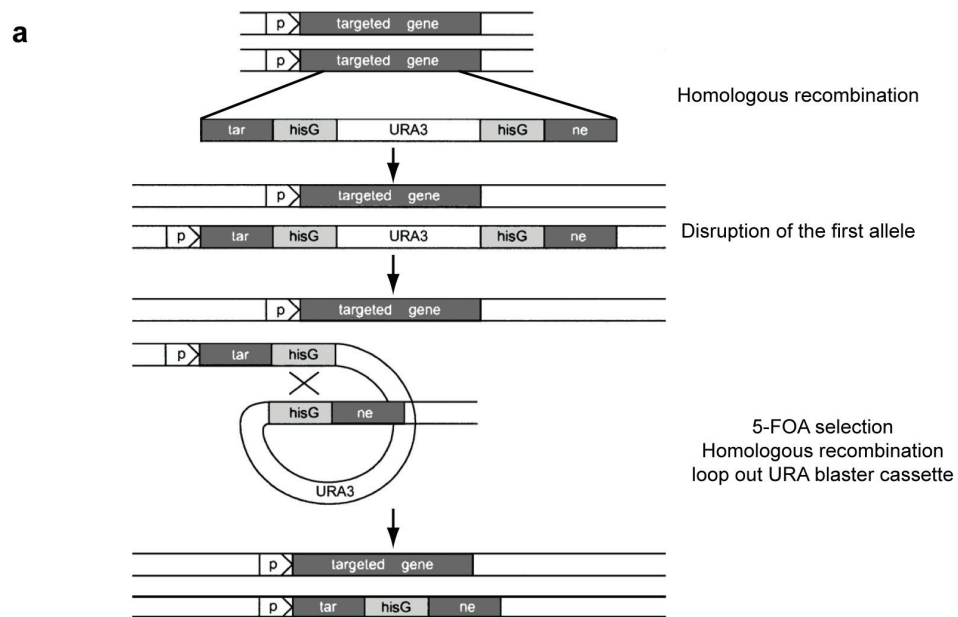 a
p targeted gene
p targeted gene
Homologous recombination
tar hisG URA3 hisG ne
p targeted gene
Disruption of the first allele
p tar hisG URA3 hisG ne
p targeted gene
p tar hisG
hisG ne
URA3
5-FOA selection
Homologous recombination
loop out URA blaster cassette
p targeted gene
p tar hisG ne